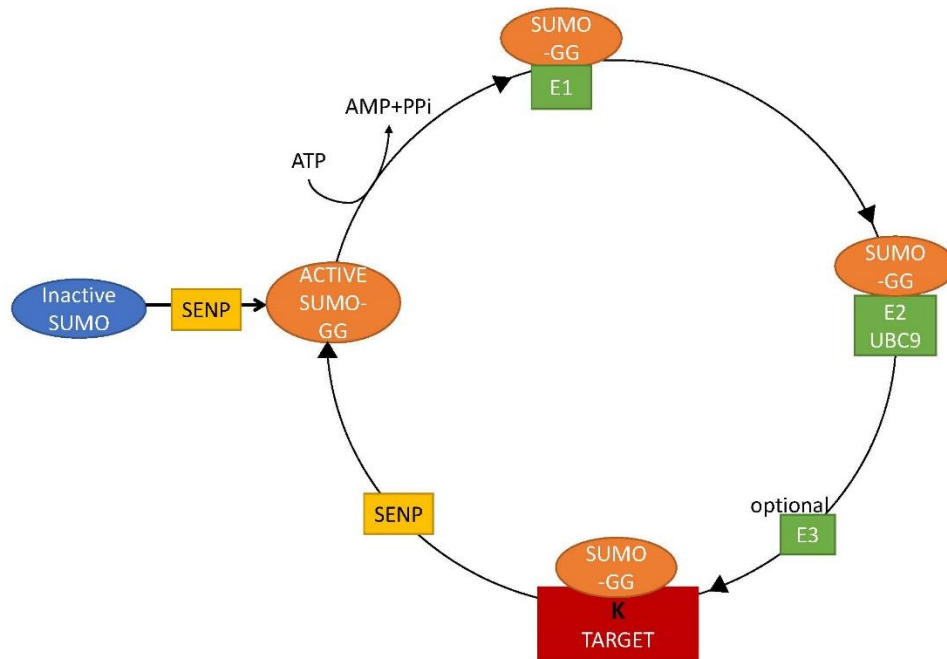 SUMO
-GG
E1
AMP+PPi
ATP
SUMO
-GG
E2
UBC9
ACTIVE
SUMO-
GG
Inactive
SUMO
SENP
SENP
optional
E3
SUMO
-GG
K
TARGET